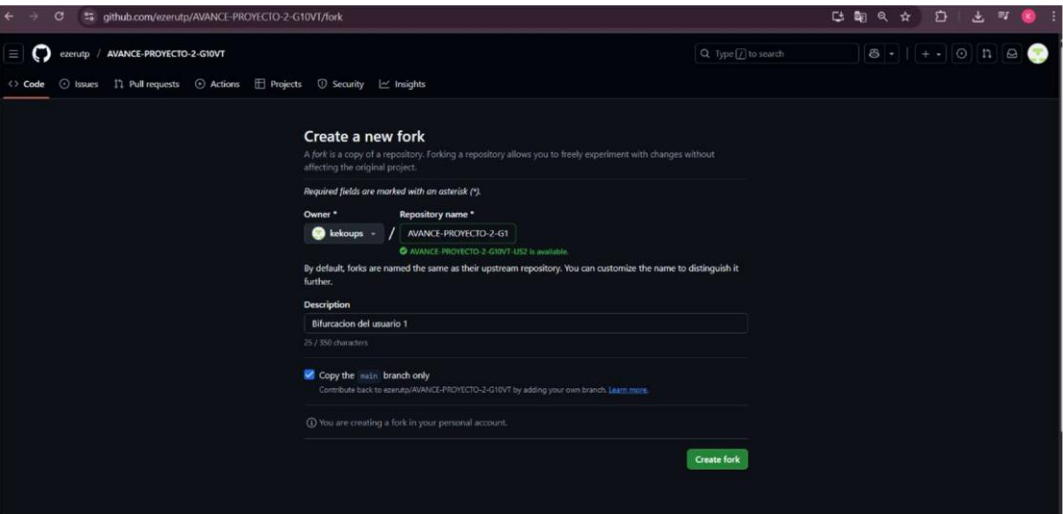 github.com/ezerutp/AVANCE-PROYECTO-2-G10VT/fork
ezerutp / AVANCE-PROYECTO-2-G10VT
Type / to search
Code Issues Pull requests Actions Projects Security Insights
Create a new fork
A fork is a copy of a repository. Forking a repository allows you to freely experiment with changes without
affecting the original project.
Required fields are marked with an asterisk (*).
Owner * Repository name *
kekoups / AVANCE-PROYECTO-2-G1
AVANCE-PROYECTO-2-G10VT-US2 is available.
By default, forks are named the same as their upstream repository. You can customize the name to distinguish it
further.
Description
Bifurcacion del usuario 1
25 / 350 characters
Copy the main branch only
Contribute back to ezerutp/AVANCE-PROYECTO-2-G10VT by adding your own branch. Learn more.
You are creating a fork in your personal account.
Create fork